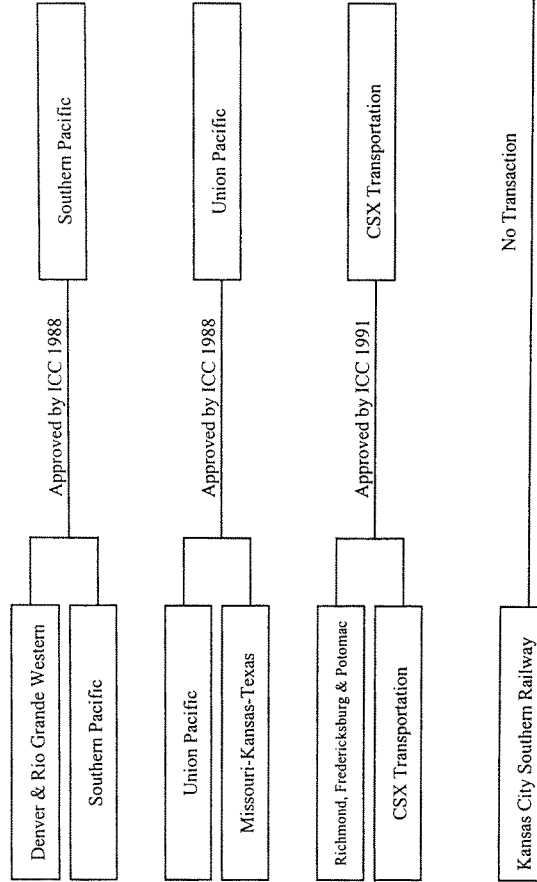 Denver & Rio Grande Western
Southern Pacific
Approved by ICC 1988
Southern Pacific
Union Pacific
Missouri-Kansas-Texas
Approved by ICC 1988
Union Pacific
Richmond, Fredericksburg & Potomac
CSX Transportation
Approved by ICC 1991
CSX Transportation
Kansas City Southern Railway
No Transaction